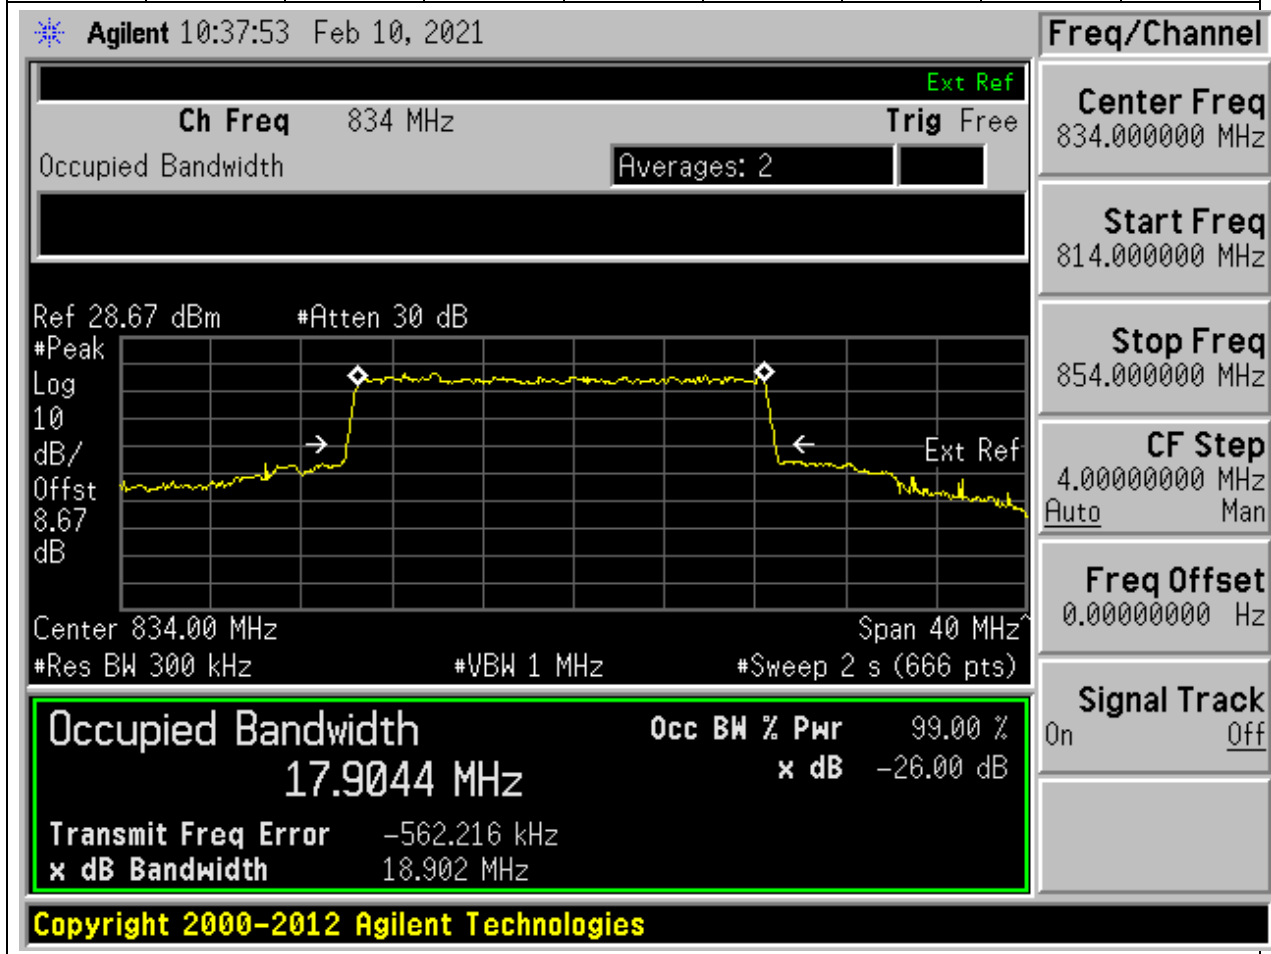 Agilent 10:37:53 Feb 10, 2021
Freq/Channel
Ext Ref
Ch Freq 834 MHz Trig Free
Occupied Bandwidth Averages: 2
Center Freq
834.000000 MHz
Start Freq
814.000000 MHz
Stop Freq
854.000000 MHz
CF Step
4.00000000 MHz
Auto Man
Freq Offset
0.00000000 Hz
Signal Track
On Off
Ref 28.67 dBm #Atten 30 dB
#Peak
Log
10
dB/
Offst
8.67
dB
Ext Ref
Center 834.00 MHz Span 40 MHz^
#Res BW 300 kHz #VBW 1 MHz #Sweep 2 s (666 pts)
Occupied Bandwidth Occ BW % Pwr 99.00 %
17.9044 MHz x dB -26.00 dB
Transmit Freq Error -562.216 kHz
x dB Bandwidth 18.902 MHz
Copyright 2000-2012 Agilent Technologies